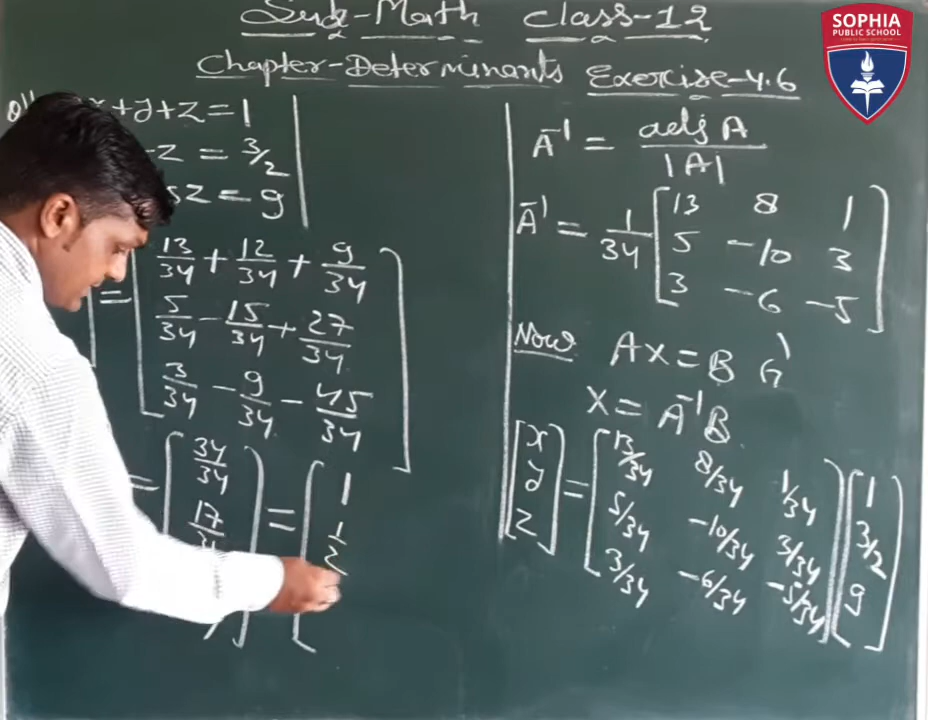 Sub-Math Class-12
Chapter-Determinants Exercise-4.6
SOPHIA
PUBLIC SCHOOL
x+y+z=1
-z = 3/2
5z = 9
= [13/34 + 12/34 + 9/34
5/34 - 15/34 + 27/34
3/34 - 9/34 - 45/34]
= [34/34
17/34
] = [1
1/2
A⁻¹ = adj A / |A|
A⁻¹ = 1/34 [13 8 1
5 -10 3
3 -6 -5]
Now AX = B
X = A⁻¹B
[x
y
z] = [13/34 8/34 1/34
5/34 -10/34 3/34
3/34 -6/34 -5/34] [1
3/2
9]